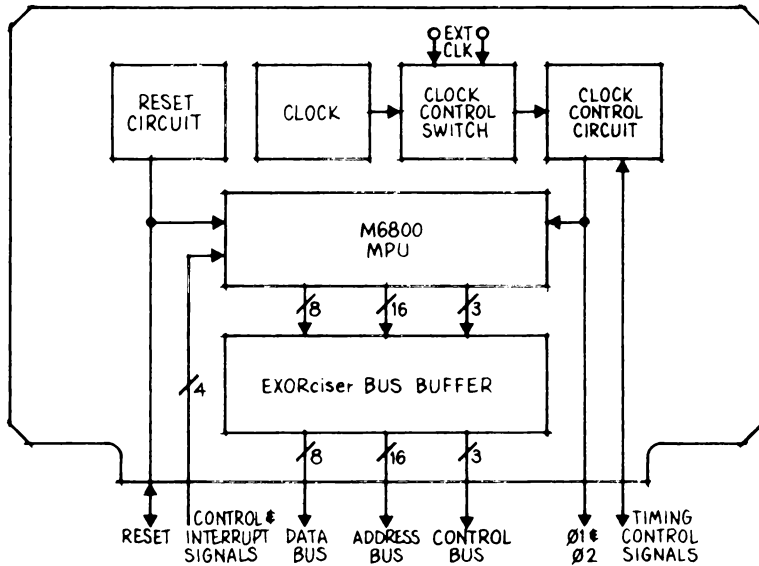 EXT
CLK
RESET
CIRCUIT
CLOCK
CLOCK
CONTROL
SWITCH
CLOCK
CONTROL
CIRCUIT
M6800
MPU
8
16
3
EXORciser BUS BUFFER
4
8
16
3
RESET
CONTROL &
INTERRUPT
SIGNALS
DATA
BUS
ADDRESS
BUS
CONTROL
BUS
Ø1 &
Ø2
TIMING
CONTROL
SIGNALS